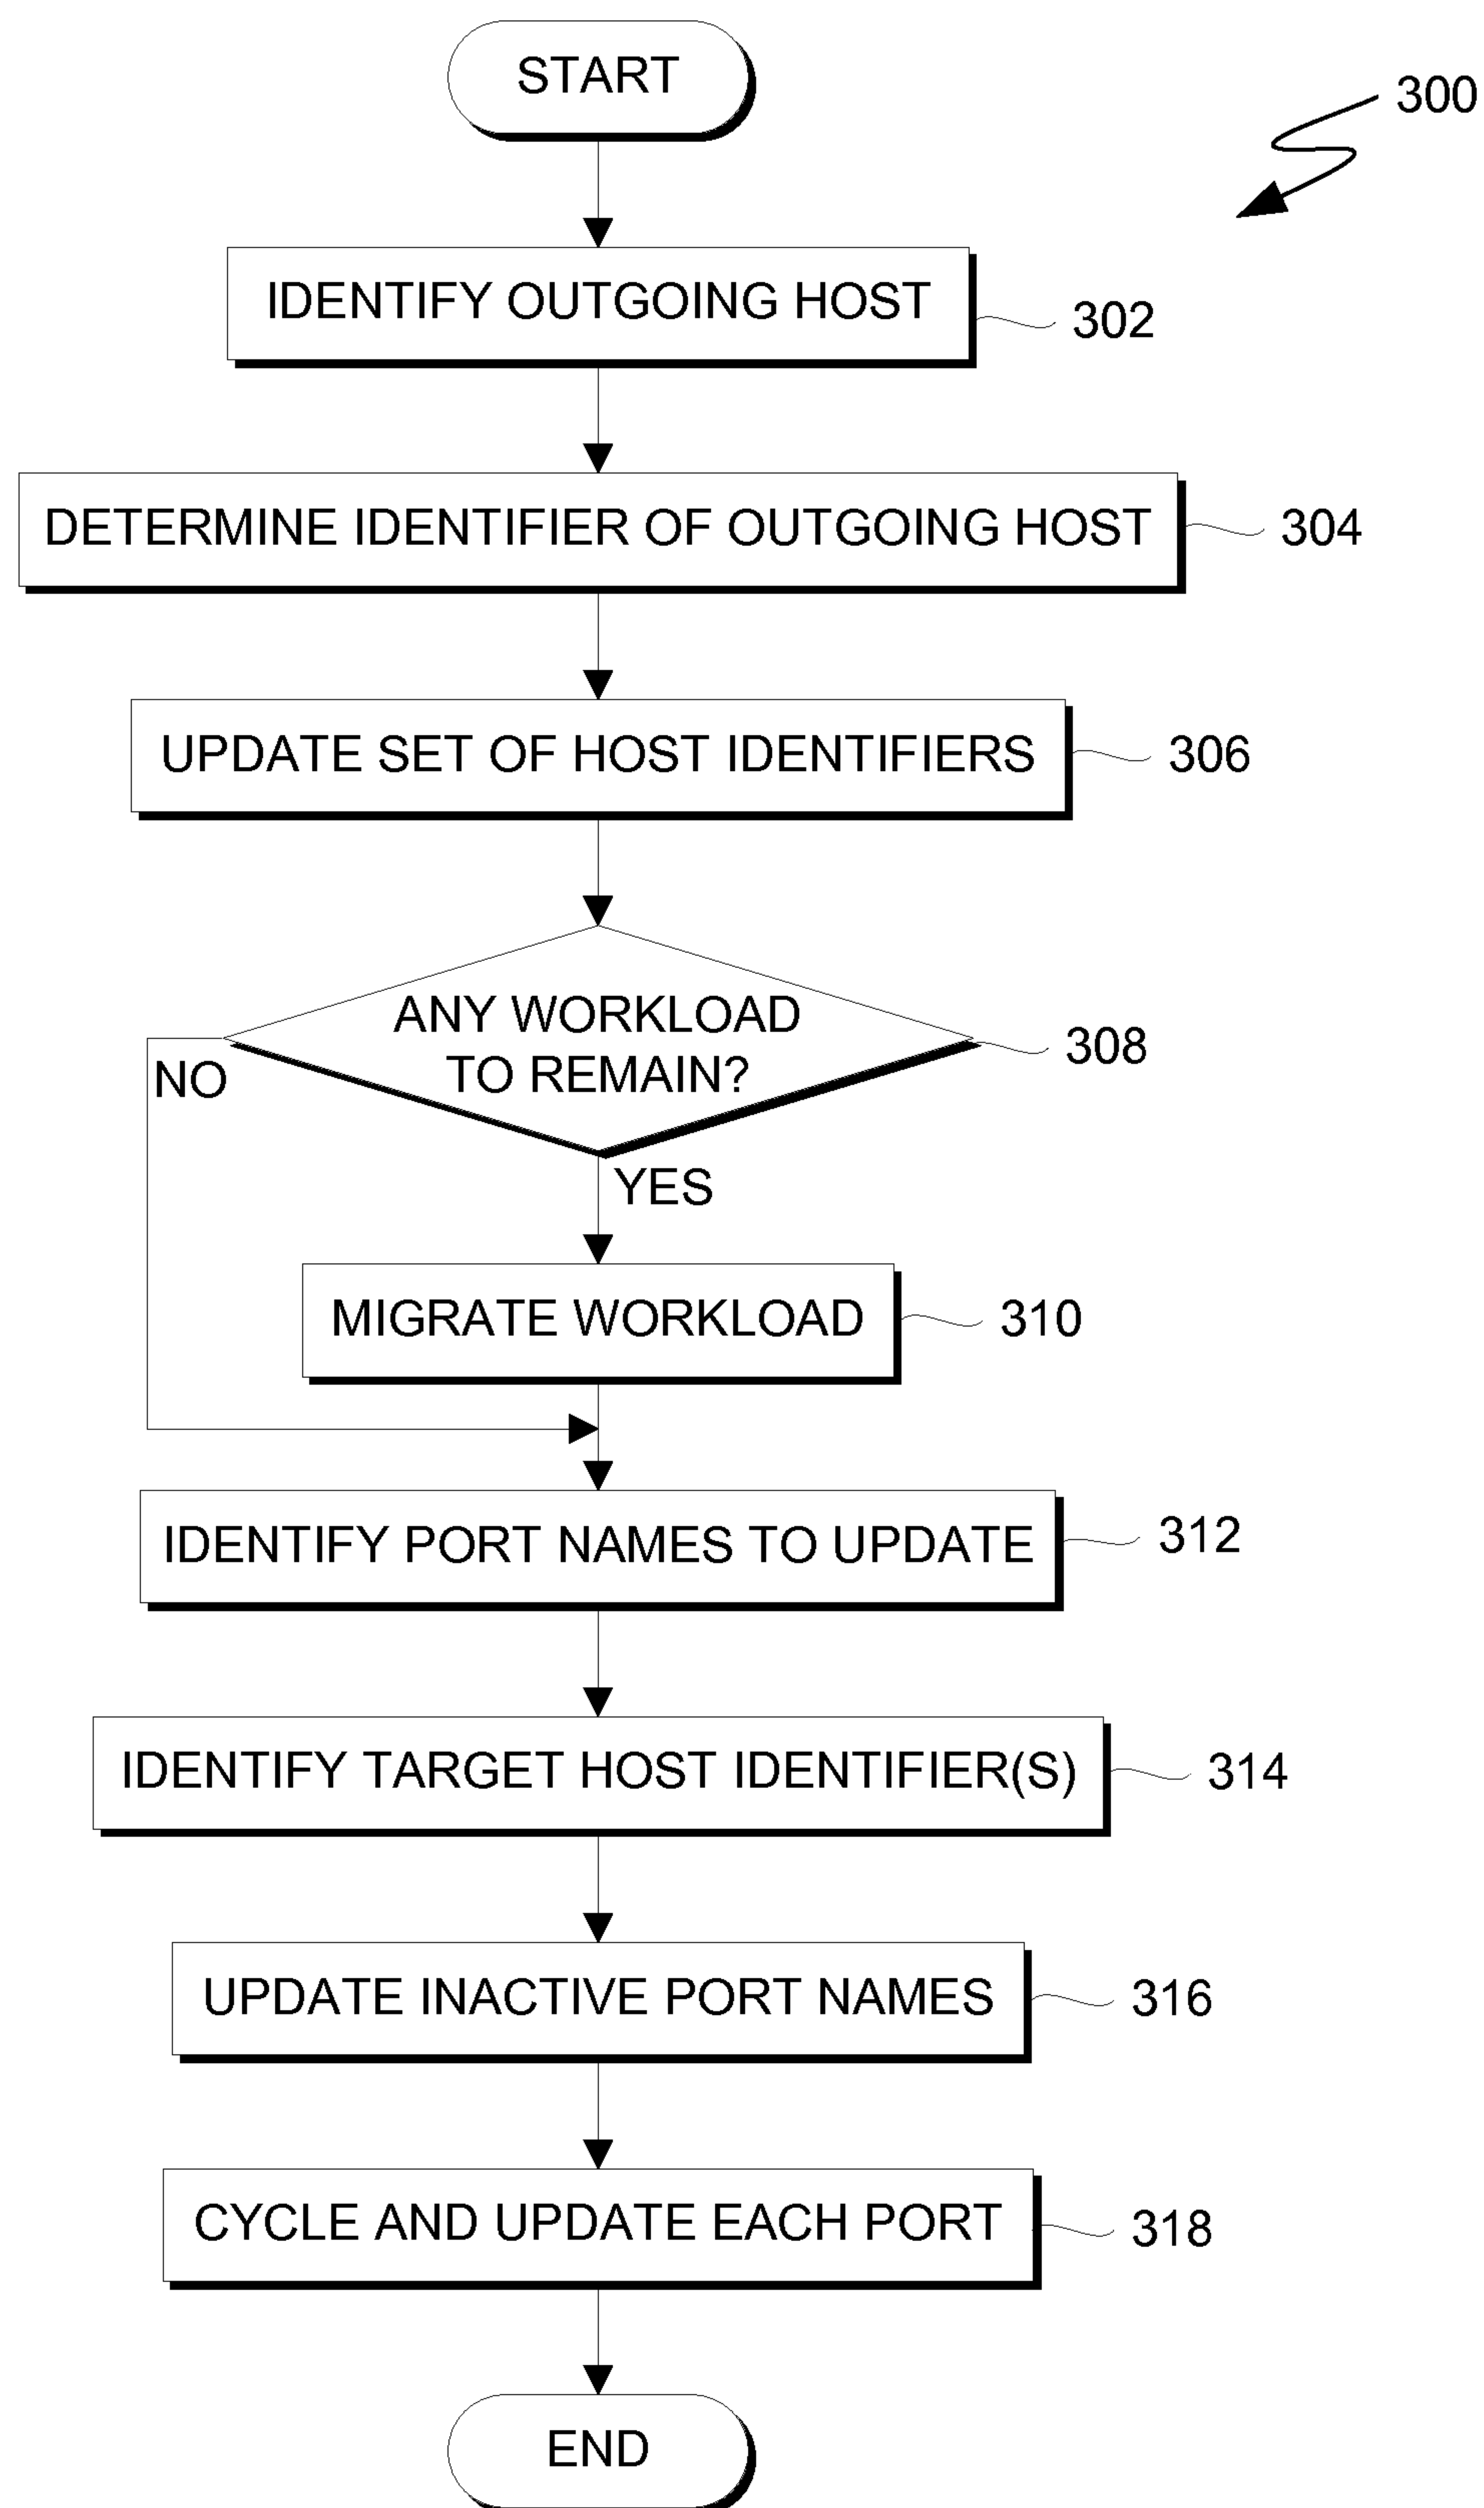 START
300
IDENTIFY OUTGOING HOST
302
DETERMINE IDENTIFIER OF OUTGOING HOST
304
UPDATE SET OF HOST IDENTIFIERS
306
ANY WORKLOAD
TO REMAIN?
308
NO
YES
MIGRATE WORKLOAD
310
IDENTIFY PORT NAMES TO UPDATE
312
IDENTIFY TARGET HOST IDENTIFIER(S)
314
UPDATE INACTIVE PORT NAMES
316
CYCLE AND UPDATE EACH PORT
318
END